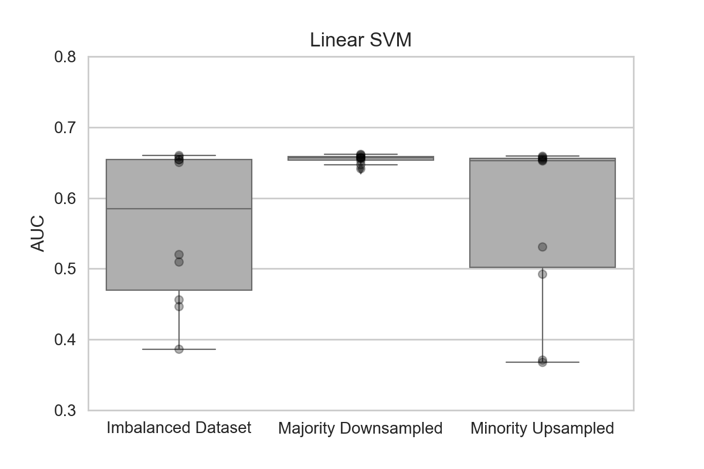 Linear SVM
AUC
0.8
0.7
0.6
0.5
0.4
0.3
Imbalanced Dataset
Majority Downsampled
Minority Upsampled